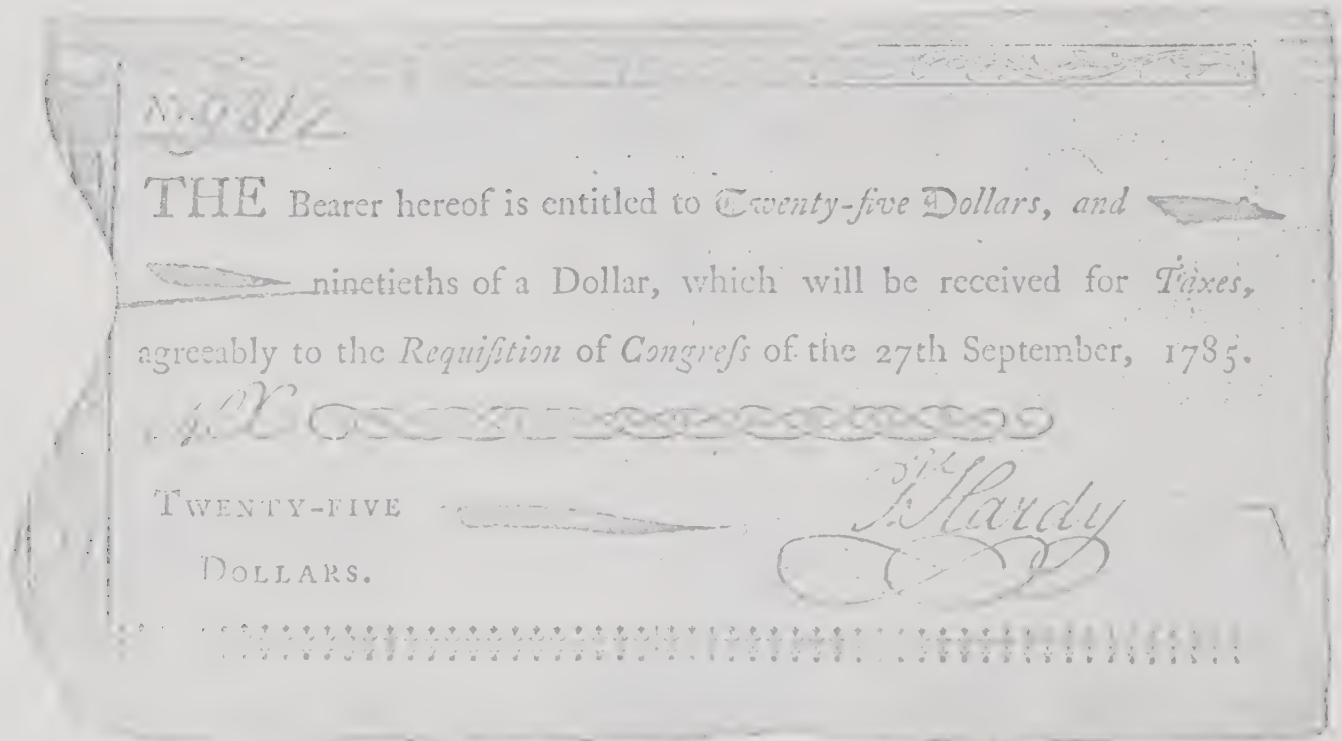 THE Bearer hereof is entitled to Twenty-five Dollars, and
ninetieths of a Dollar, which will be received for Taxes,
agreeably to the Requiſition of Congreſs of the 27th September, 1785.
Twenty-five
Hardy
Dollars.